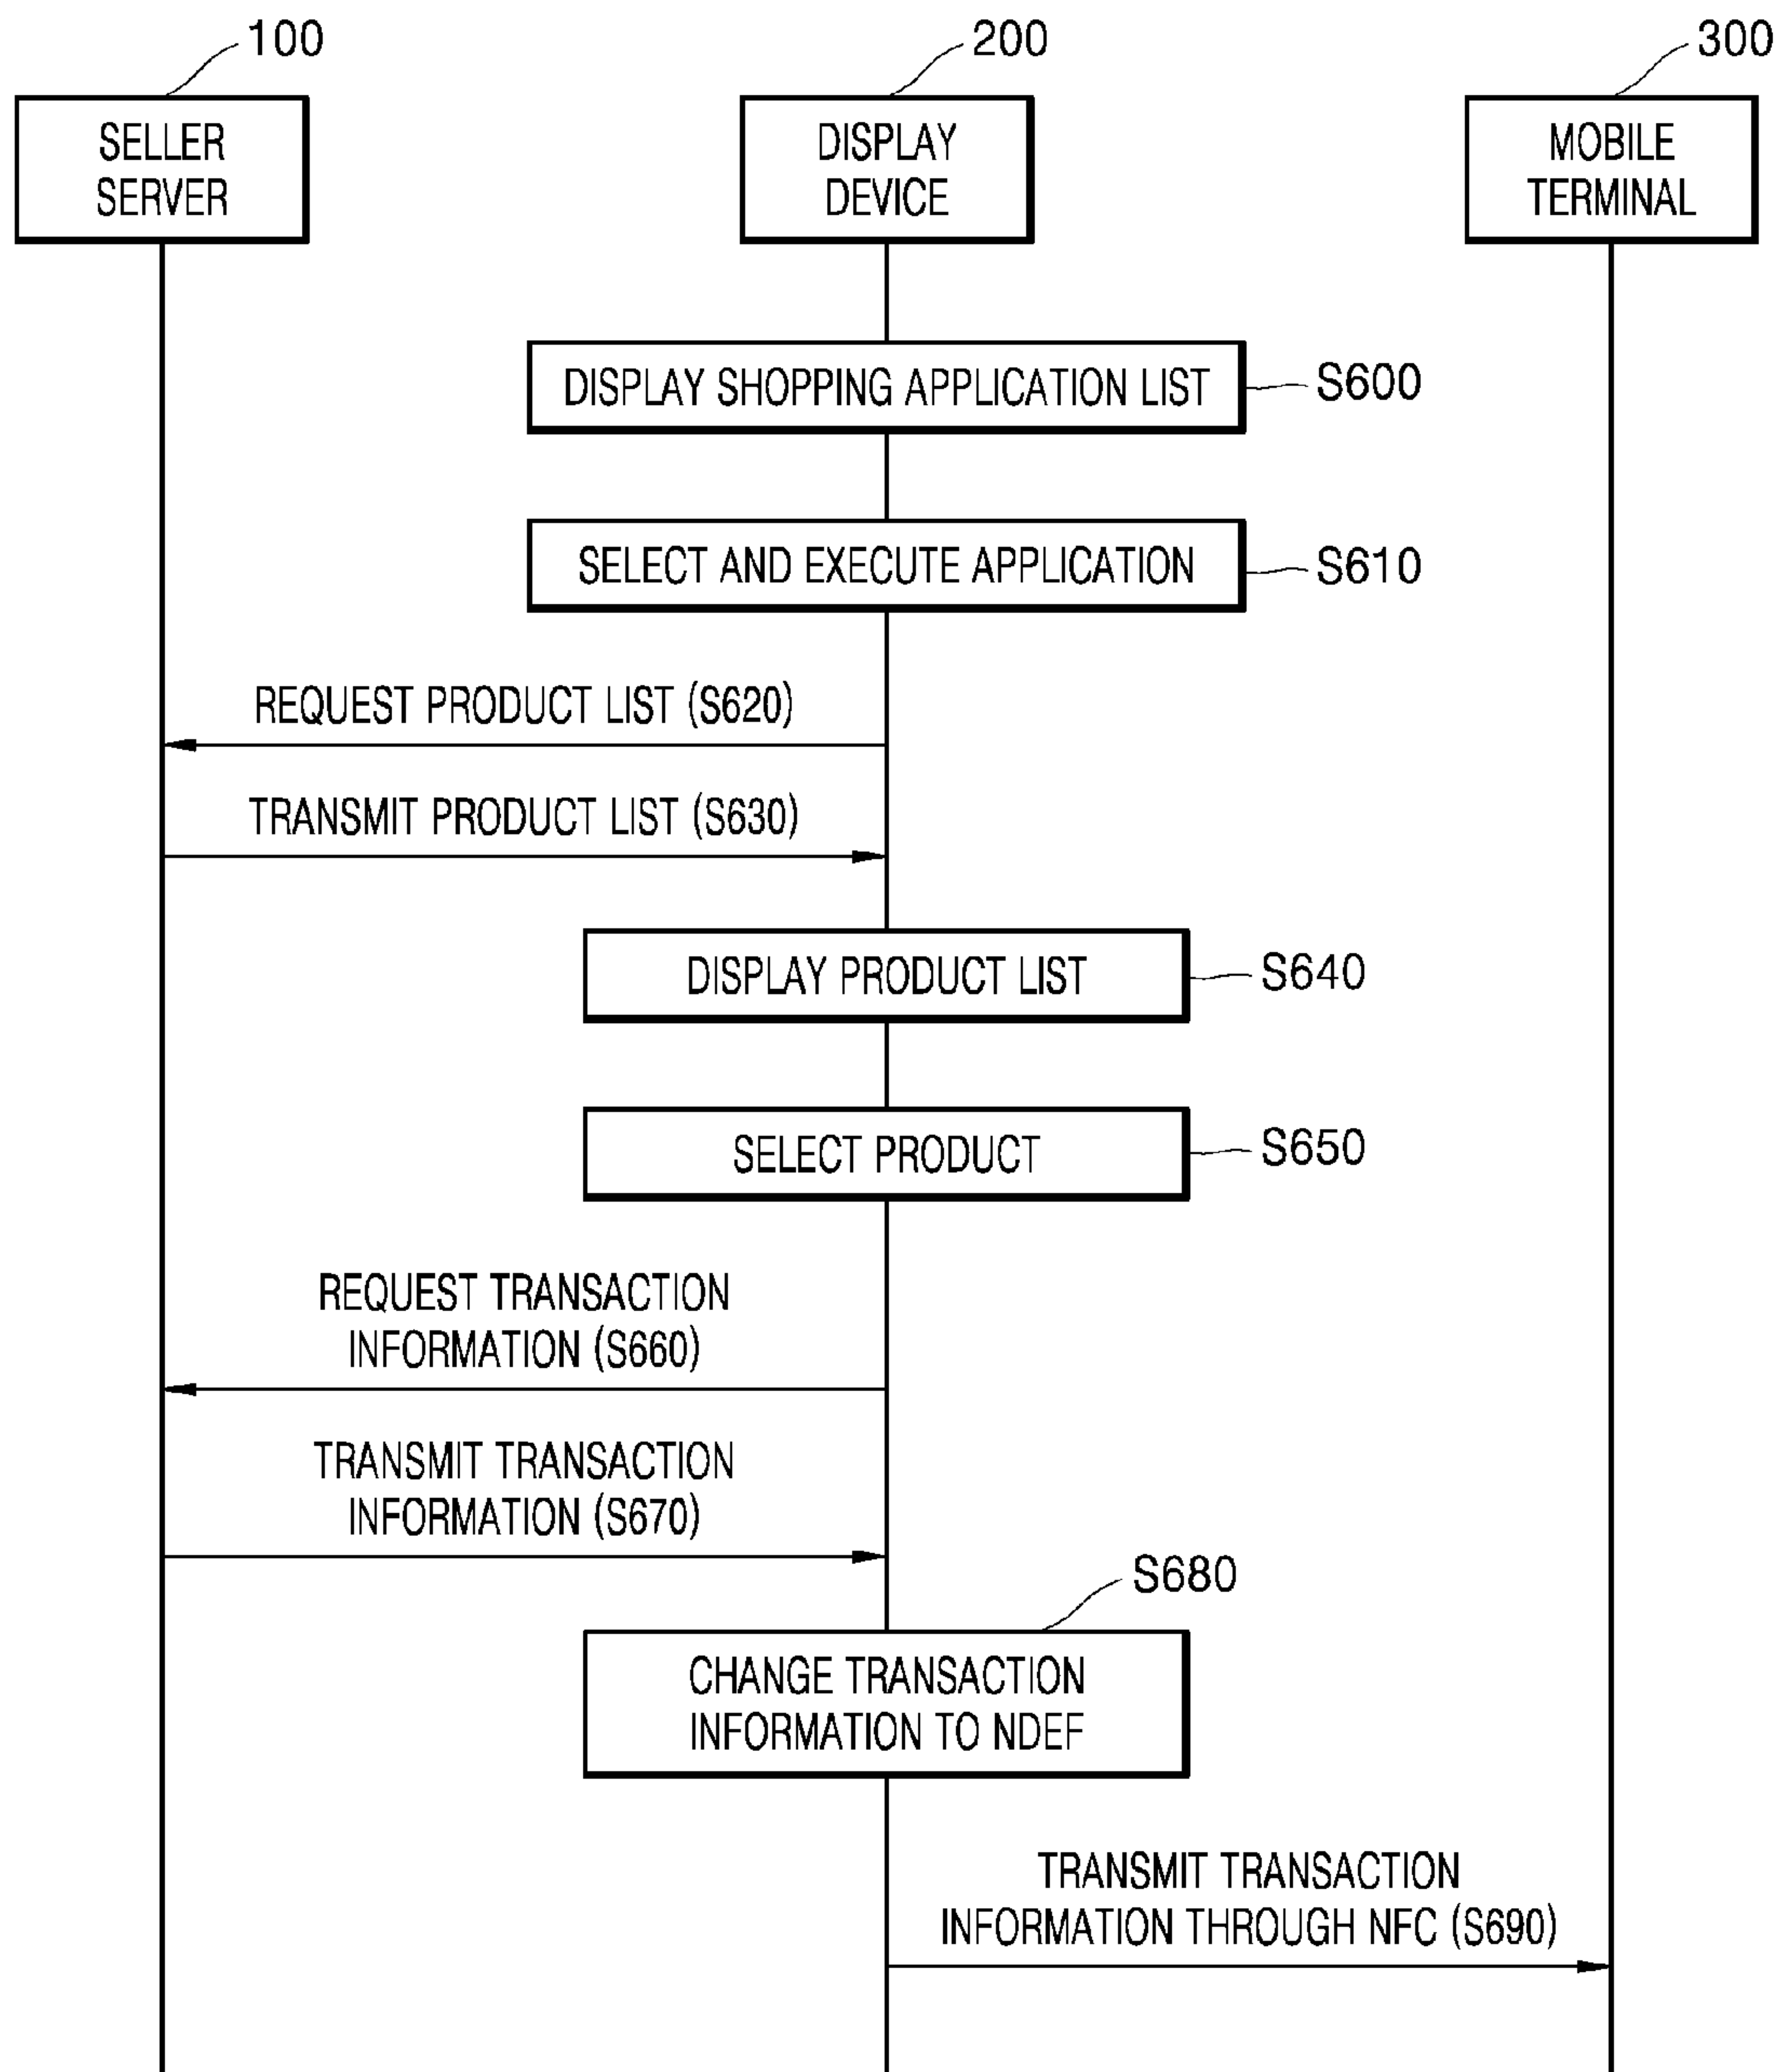 100
200
300
SELLER
SERVER
DISPLAY
DEVICE
MOBILE
TERMINAL
DISPLAY SHOPPING APPLICATION LIST
S600
SELECT AND EXECUTE APPLICATION
S610
REQUEST PRODUCT LIST (S620)
TRANSMIT PRODUCT LIST (S630)
DISPLAY PRODUCT LIST
S640
SELECT PRODUCT
S650
REQUEST TRANSACTION
INFORMATION (S660)
TRANSMIT TRANSACTION
INFORMATION (S670)
S680
CHANGE TRANSACTION
INFORMATION TO NDEF
TRANSMIT TRANSACTION
INFORMATION THROUGH NFC (S690)